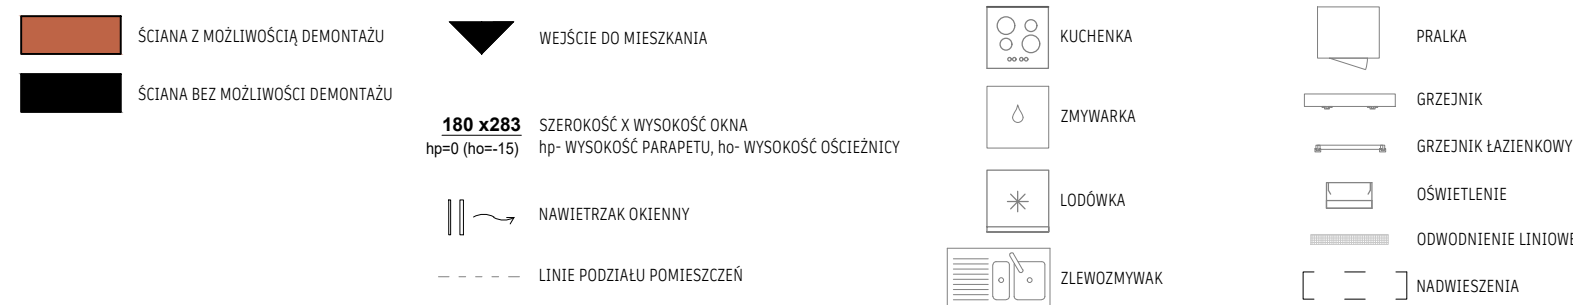 ŚCIANA Z MOŻLIWOŚCIĄ DEMONTAŻU
ŚCIANA BEZ MOŻLIWOŚCI DEMONTAŻU
WEJŚCIE DO MIESZKANIA
180 x283 SZEROKOŚĆ X WYSOKOŚĆ OKNA
hp=0 (ho=-15) hp- WYSOKOŚĆ PARAPETU, ho- WYSOKOŚĆ OŚCIEŻNICY
NAWIETRZAK OKIENNY
LINIE PODZIAŁU POMIESZCZEŃ
KUCHENKA
ZMYWARKA
LODÓWKA
ZLEWOZMYWAK
PRALKA
GRZEJNIK
GRZEJNIK ŁAZIENKOWY
OŚWIETLENIE
ODWODNIENIE LINIOWE
NADWIESZENIA